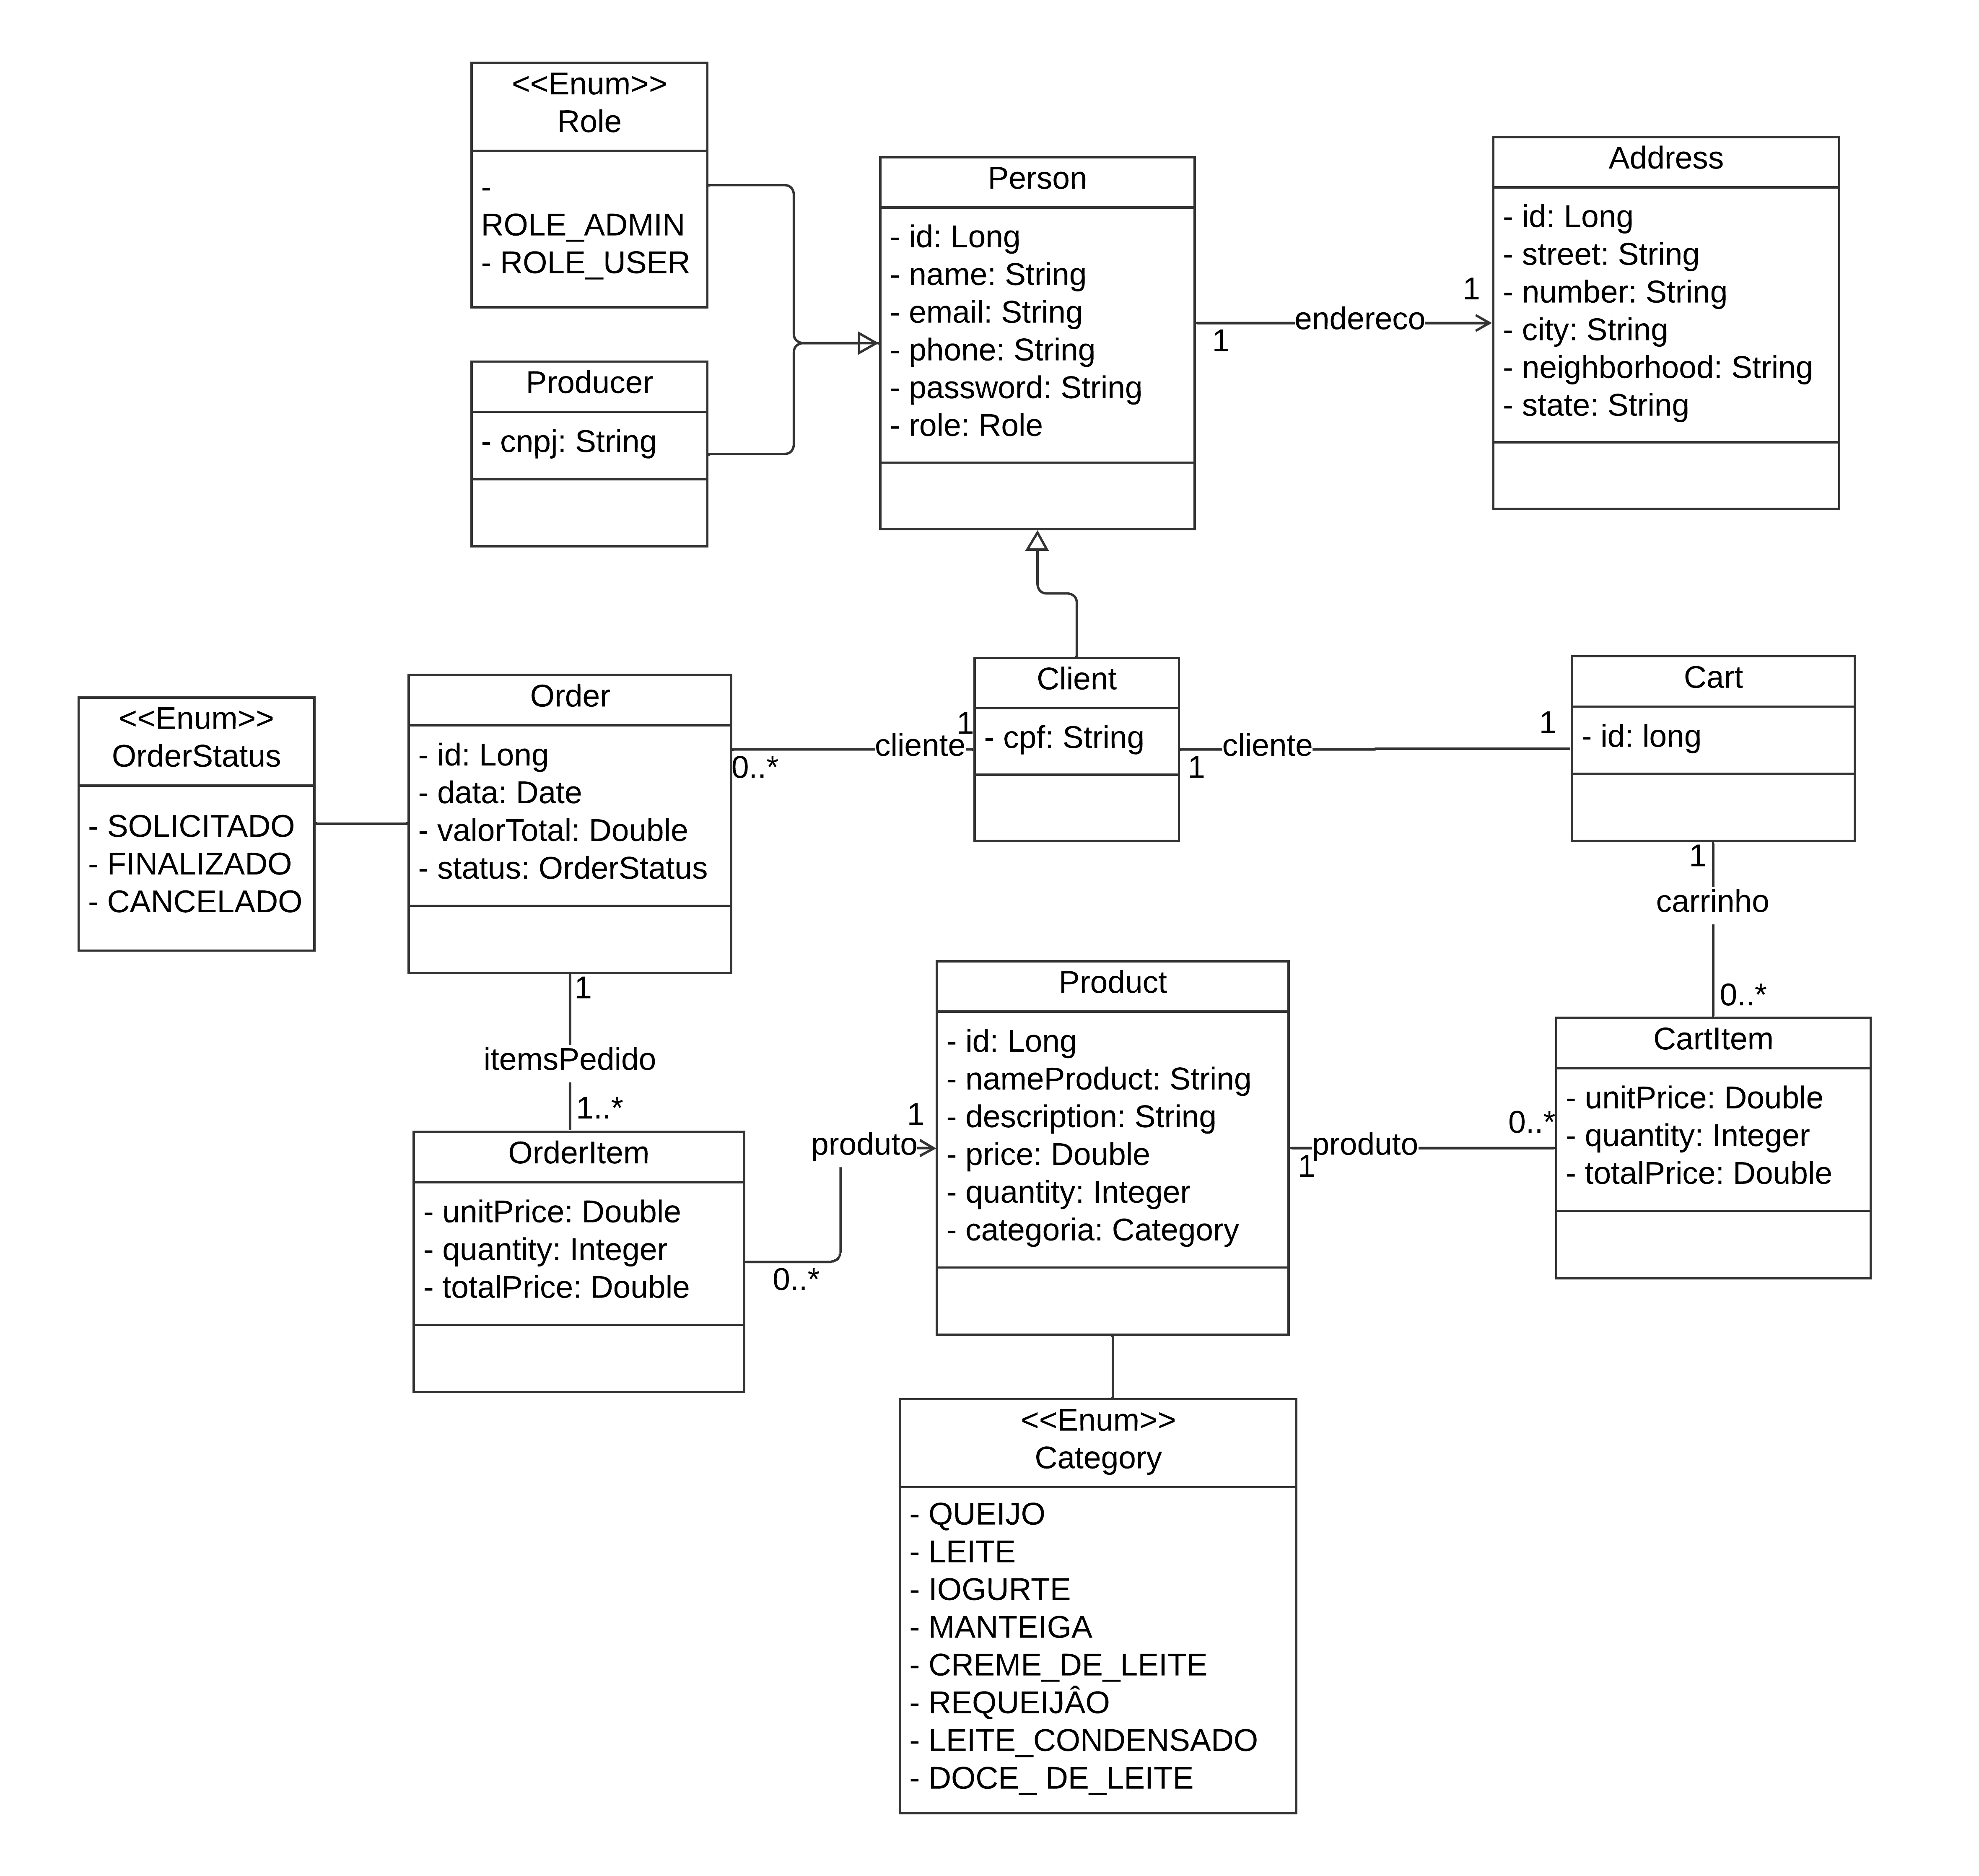 <<Enum>>
Role
-
ROLE_ADMIN
- ROLE_USER
Producer
- cnpj: String
Person
- id: Long
- name: String
- email: String
- phone: String
- password: String
- role: Role
1
endereco
1
Address
- id: Long
- street: String
- number: String
- city: String
- neighborhood: String
- state: String
<<Enum>>
OrderStatus
- SOLICITADO
- FINALIZADO
- CANCELADO
Order
- id: Long
- data: Date
- valorTotal: Double
- status: OrderStatus
0..*
cliente
1
Client
- cpf: String
1
cliente
1
Cart
- id: long
1
carrinho
0..*
1
itemsPedido
1..*
OrderItem
- unitPrice: Double
- quantity: Integer
- totalPrice: Double
0..*
produto
1
Product
- id: Long
- nameProduct: String
- description: String
- price: Double
- quantity: Integer
- categoria: Category
1
produto
0..*
CartItem
- unitPrice: Double
- quantity: Integer
- totalPrice: Double
<<Enum>>
Category
- QUEIJO
- LEITE
- IOGURTE
- MANTEIGA
- CREME_DE_LEITE
- REQUEIJÂO
- LEITE_CONDENSADO
- DOCE_ DE_LEITE